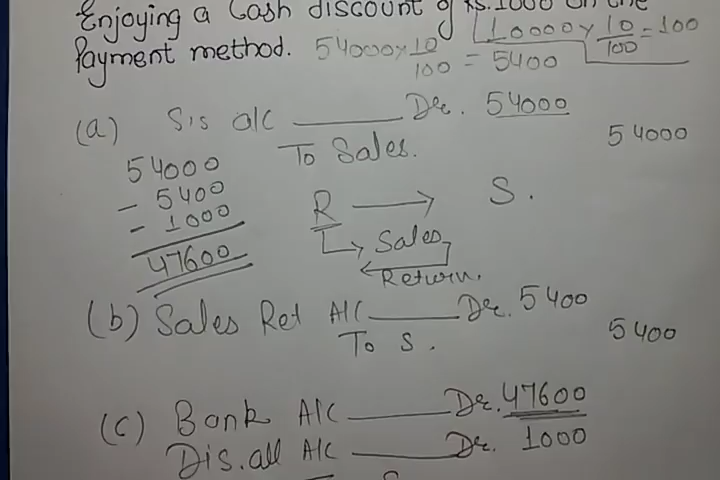 Enjoying a Cash discount of Rs. 1000 on the
Payment method. 54000 x 10/100 = 5400
10000 x 10/100 = 100
(a) S's a/c ______ Dr. 54000
To Sales. 54000
54000
- 5400
- 1000
47600
R → S.
→ Sales
Return.
(b) Sales Ret A/C ______ Dr. 5400
To S. 5400
(c) Bank A/C ______ Dr. 47600
Dis. all A/C ______ Dr. 1000